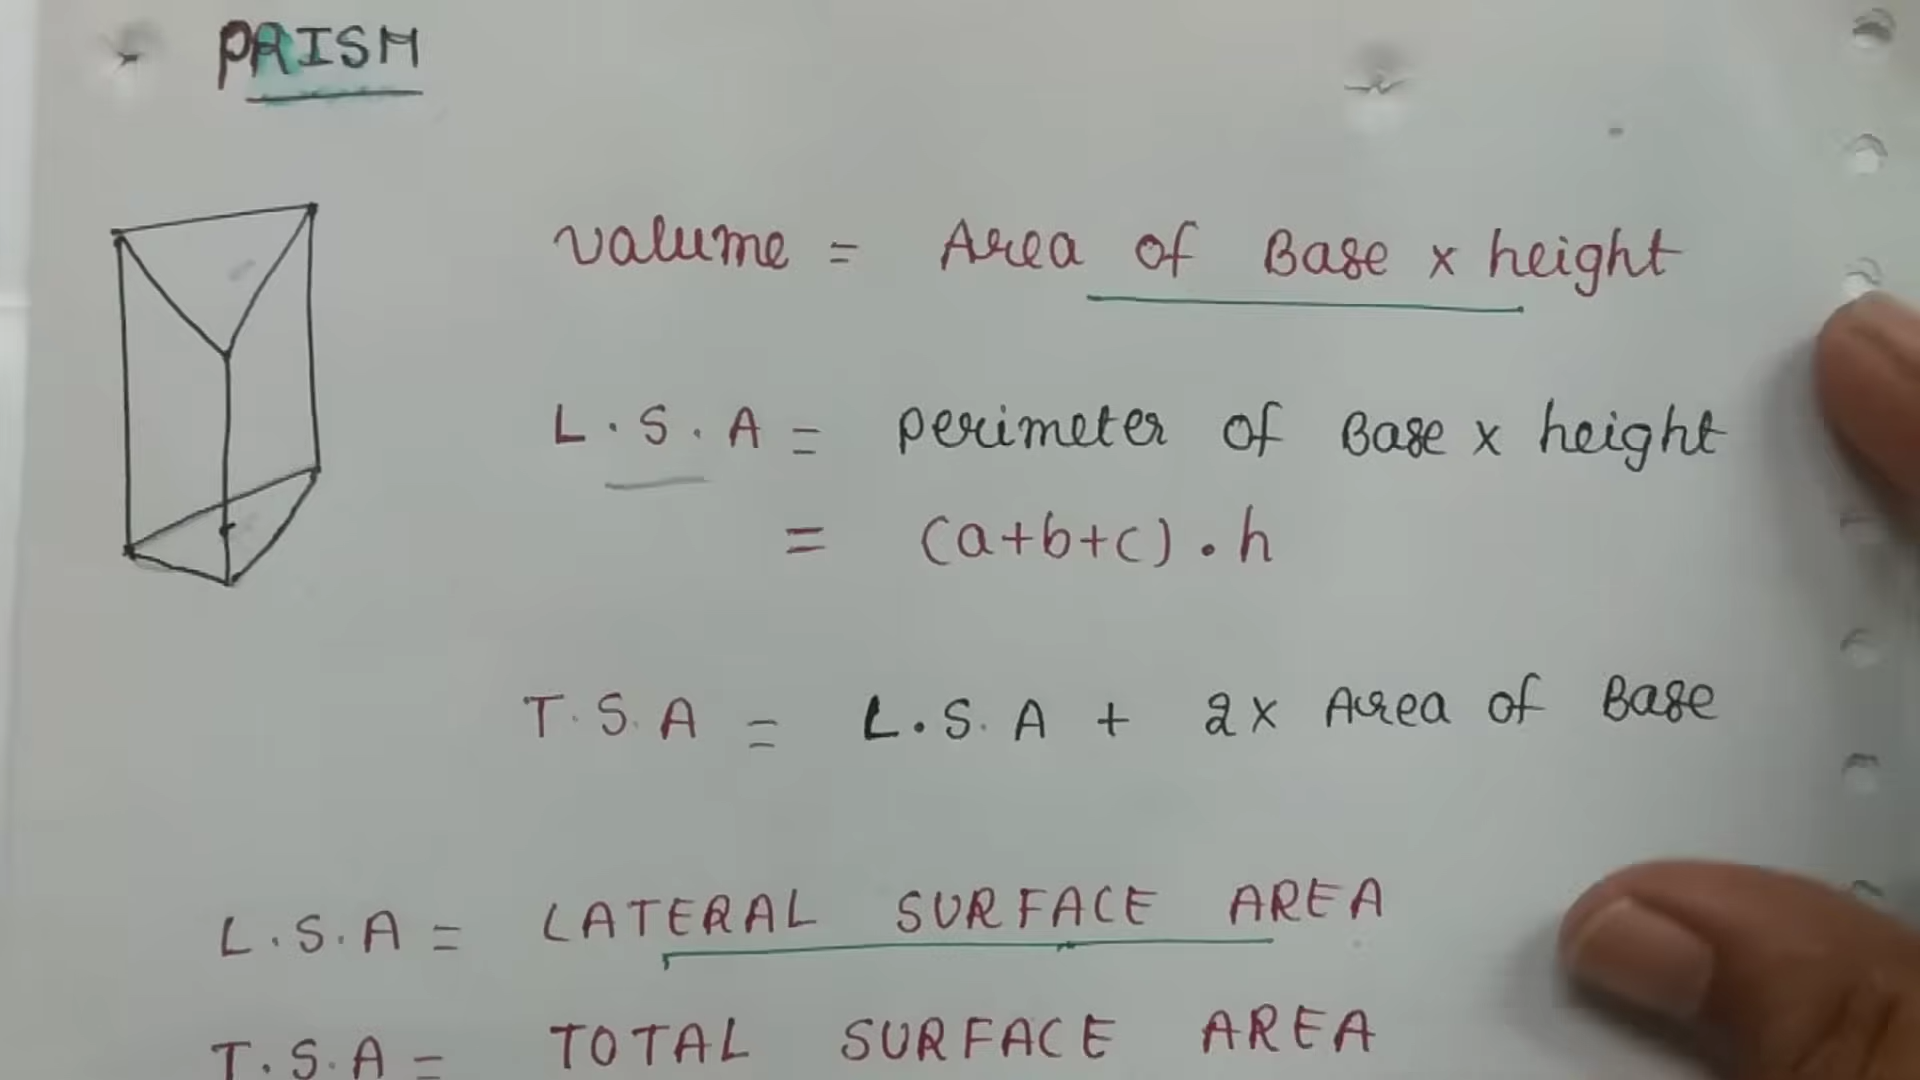 PRISM
Valume = Area of Base x height
L.S.A = perimeter of Base x height
= (a+b+c).h
T.S.A = L.S.A + 2x Area of Base
L.S.A = LATERAL SURFACE AREA
T.S.A = TOTAL SURFACE AREA